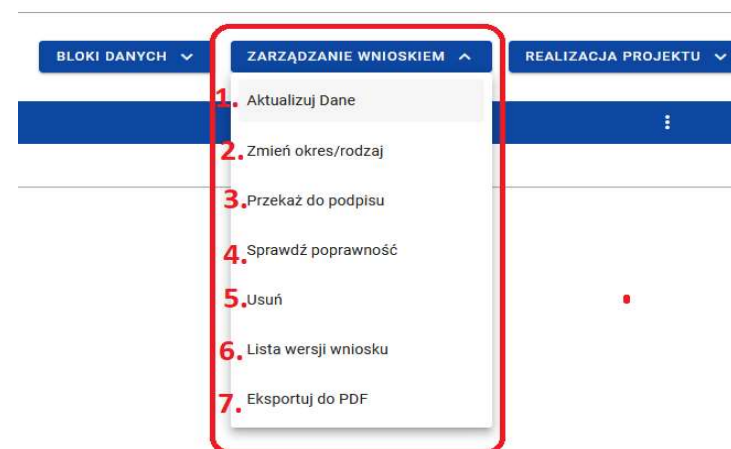 BLOKI DANYCH ZARZĄDZANIE WNIOSKIEM REALIZACJA PROJEKTU
1. Aktualizuj Dane
2. Zmień okres/rodzaj
3. Przekaż do podpisu
4. Sprawdź poprawność
5. Usuń
6. Lista wersji wniosku
7. Eksportuj do PDF